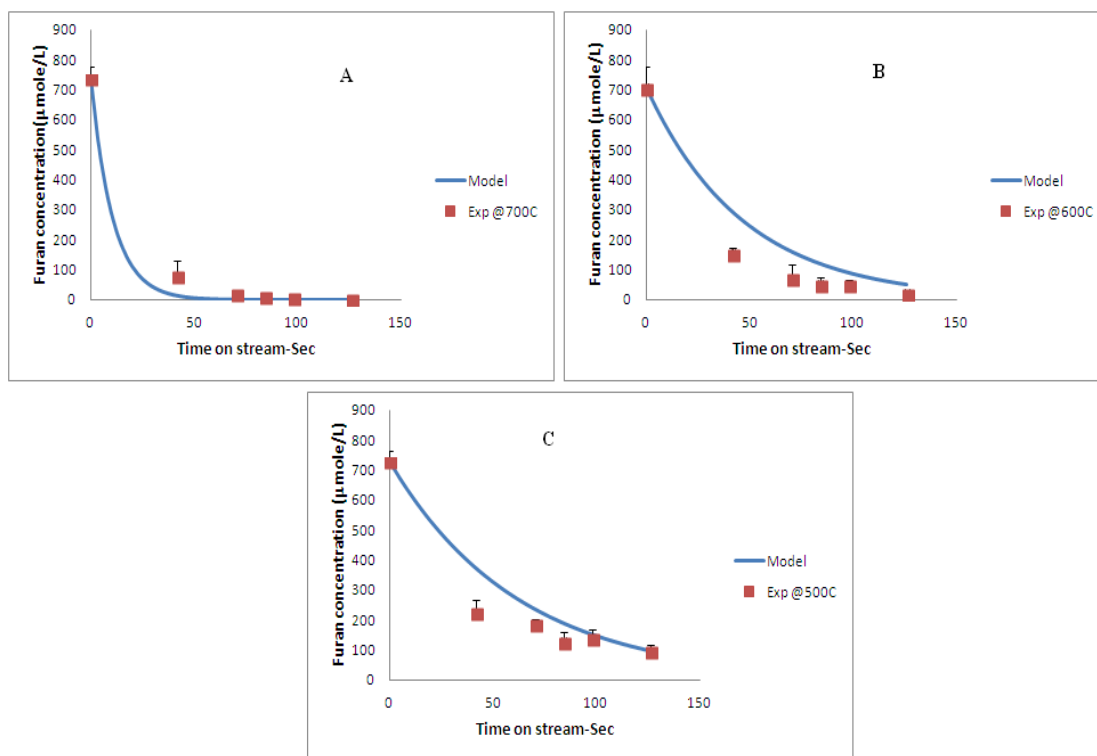 A
Furan concentration(μmole/L)
900
800
700
600
500
400
300
200
100
0
0 50 100 150
Time on stream-Sec
Model
Exp @700C
B
Furan concentration (μmole/L)
900
800
700
600
500
400
300
200
100
0
0 50 100 150
Time on stream-Sec
Model
Exp @600C
C
Furan concentration (μmole/L)
900
800
700
600
500
400
300
200
100
0
0 50 100 150
Time on stream-Sec
Model
Exp @500C